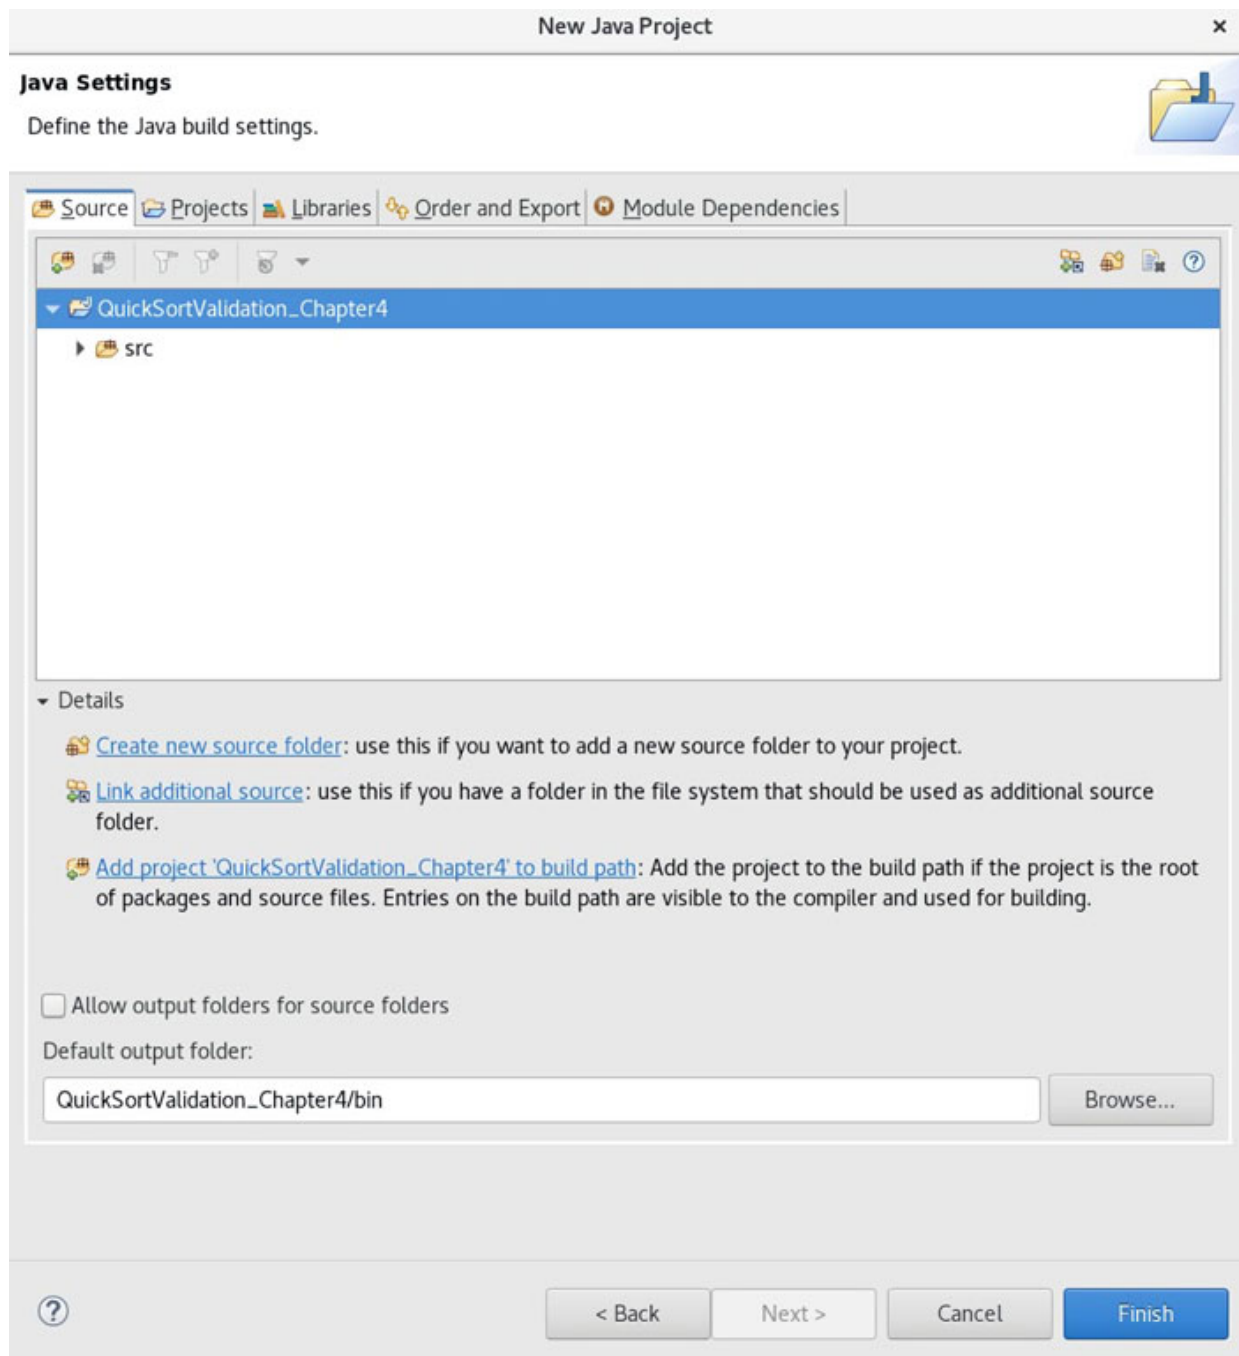 New Java Project
Java Settings
Define the Java build settings.
Source Projects Libraries Order and Export Module Dependencies
QuickSortValidation_Chapter4
src
Details
Create new source folder: use this if you want to add a new source folder to your project.
Link additional source: use this if you have a folder in the file system that should be used as additional source
folder.
Add project 'QuickSortValidation_Chapter4' to build path: Add the project to the build path if the project is the root
of packages and source files. Entries on the build path are visible to the compiler and used for building.
Allow output folders for source folders
Default output folder:
QuickSortValidation_Chapter4/bin
Browse...
< Back
Next >
Cancel
Finish